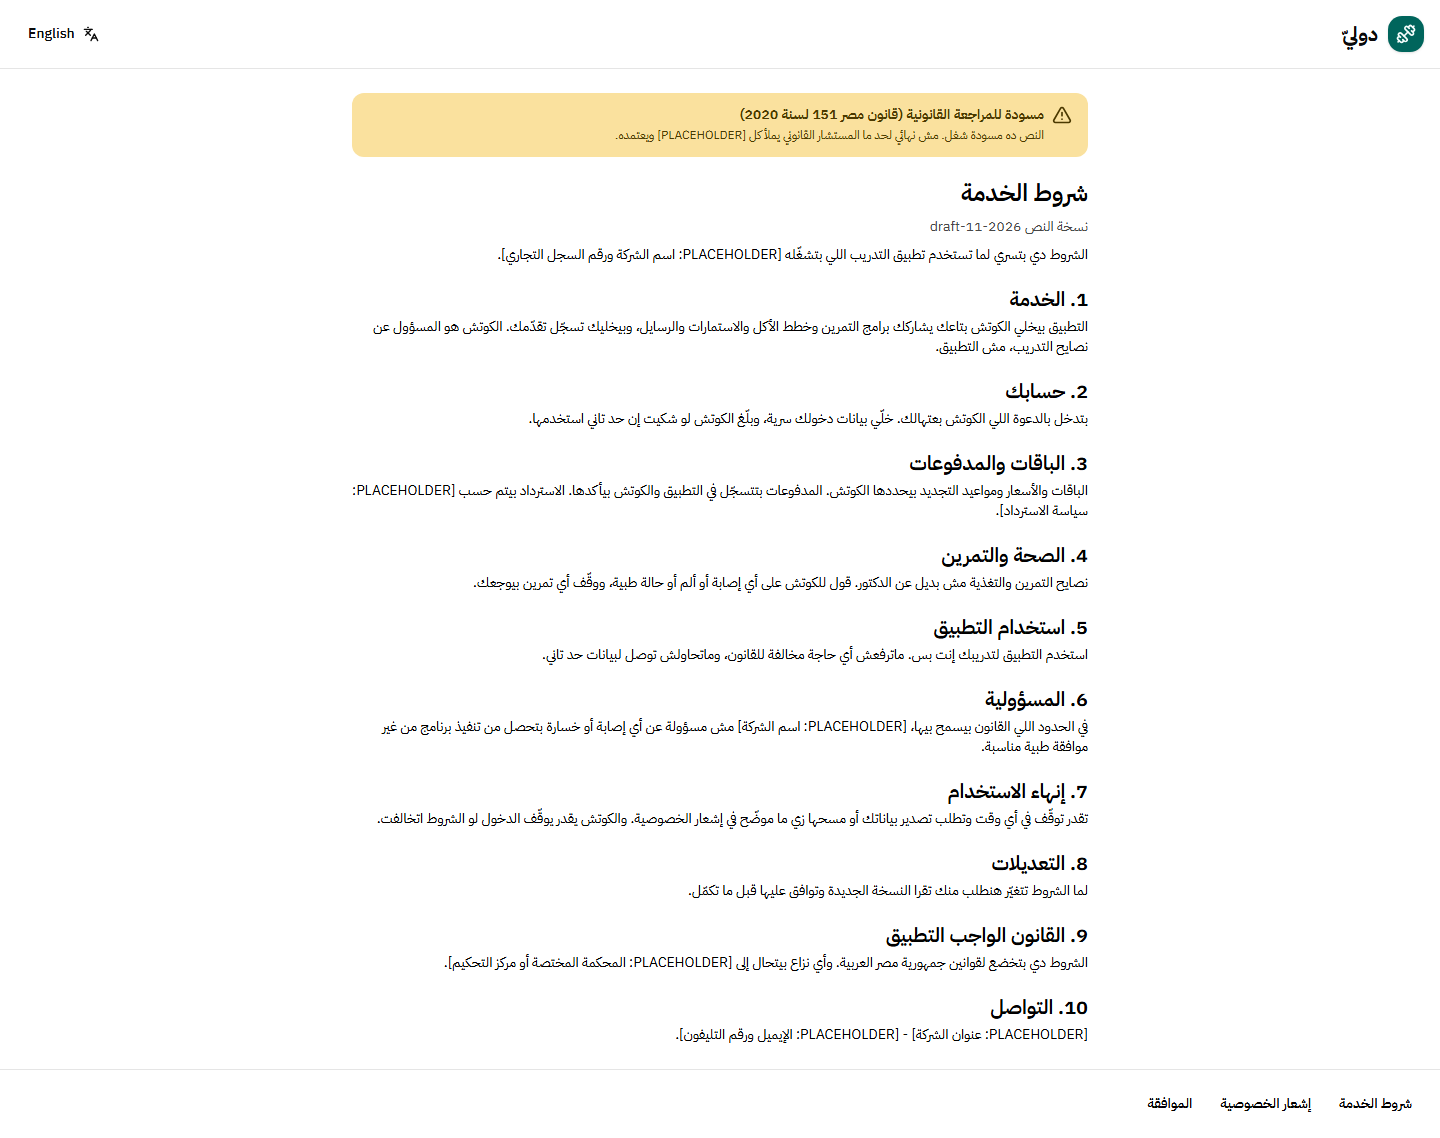 دوليّ
English
مسودة للمراجعة القانونية (قانون مصر 151 لسنة 2020)
النص ده مسودة شغل. مش نهائي لحد ما المستشار القانوني يملأ كل [PLACEHOLDER] ويعتمده.
شروط الخدمة
نسخة النص draft-11-2026
الشروط دي بتسري لما تستخدم تطبيق التدريب اللي بتشغّله [PLACEHOLDER: اسم الشركة ورقم السجل التجاري].
1. الخدمة
التطبيق بيخلي الكوتش بتاعك يشاركك برامج التمرين وخطط الأكل والاستمارات والرسايل، وبيخليك تسجّل تقدّمك. الكوتش هو المسؤول عن
نصايح التدريب، مش التطبيق.
2. حسابك
بتدخل بالدعوة اللي الكوتش بعتهالك. خلّي بيانات دخولك سرية، وبلّغ الكوتش لو شكيت إن حد تاني استخدمها.
3. الباقات والمدفوعات
الباقات والأسعار ومواعيد التجديد بيحددها الكوتش. المدفوعات بتتسجّل في التطبيق والكوتش بيأكدها. الاسترداد بيتم حسب [PLACEHOLDER:
سياسة الاسترداد].
4. الصحة والتمرين
نصايح التمرين والتغذية مش بديل عن الدكتور. قول للكوتش على أي إصابة أو ألم أو حالة طبية، ووقّف أي تمرين بيوجعك.
5. استخدام التطبيق
استخدم التطبيق لتدريبك إنت بس. ماترفعش أي حاجة مخالفة للقانون، وماتحاولش توصل لبيانات حد تاني.
6. المسؤولية
في الحدود اللي القانون بيسمح بيها، [PLACEHOLDER: اسم الشركة] مش مسؤولة عن أي إصابة أو خسارة بتحصل من تنفيذ برنامج من غير
موافقة طبية مناسبة.
7. إنهاء الاستخدام
تقدر توقّف في أي وقت وتطلب تصدير بياناتك أو مسحها زي ما موضّح في إشعار الخصوصية. والكوتش يقدر يوقّف الدخول لو الشروط اتخالفت.
8. التعديلات
لما الشروط تتغيّر هنطلب منك تقرا النسخة الجديدة وتوافق عليها قبل ما تكمّل.
9. القانون الواجب التطبيق
الشروط دي بتخضع لقوانين جمهورية مصر العربية. وأي نزاع بيتحال إلى [PLACEHOLDER: المحكمة المختصة أو مركز التحكيم].
10. التواصل
[PLACEHOLDER: عنوان الشركة] - [PLACEHOLDER: الإيميل ورقم التليفون].
شروط الخدمة
إشعار الخصوصية
الموافقة